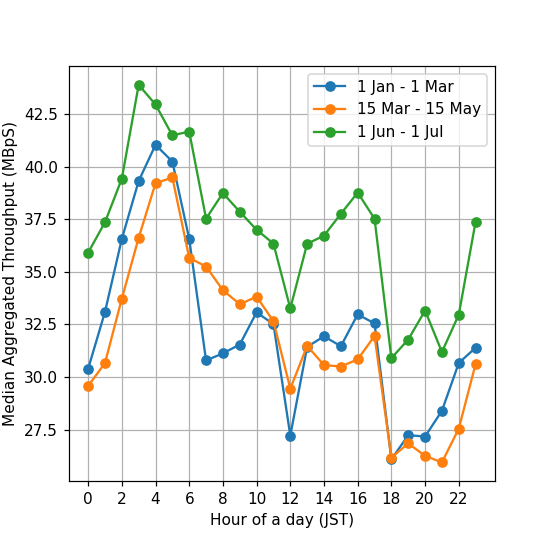 1 Jan - 1 Mar
15 Mar - 15 May
1 Jun - 1 Jul
Median Aggregated Throughput (MBpS)
42.5
40.0
37.5
35.0
32.5
30.0
27.5
0 2 4 6 8 10 12 14 16 18 20 22
Hour of a day (JST)